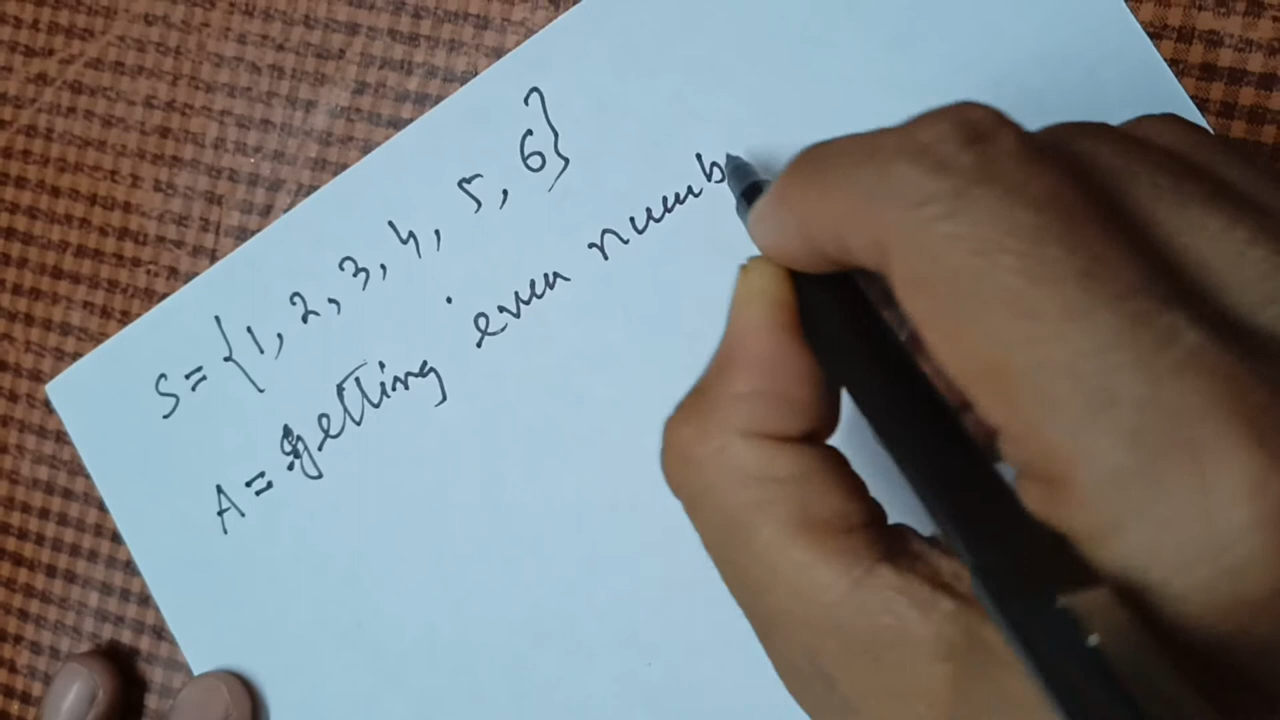 S = {1, 2, 3, 4, 5, 6}
A = getting even numb